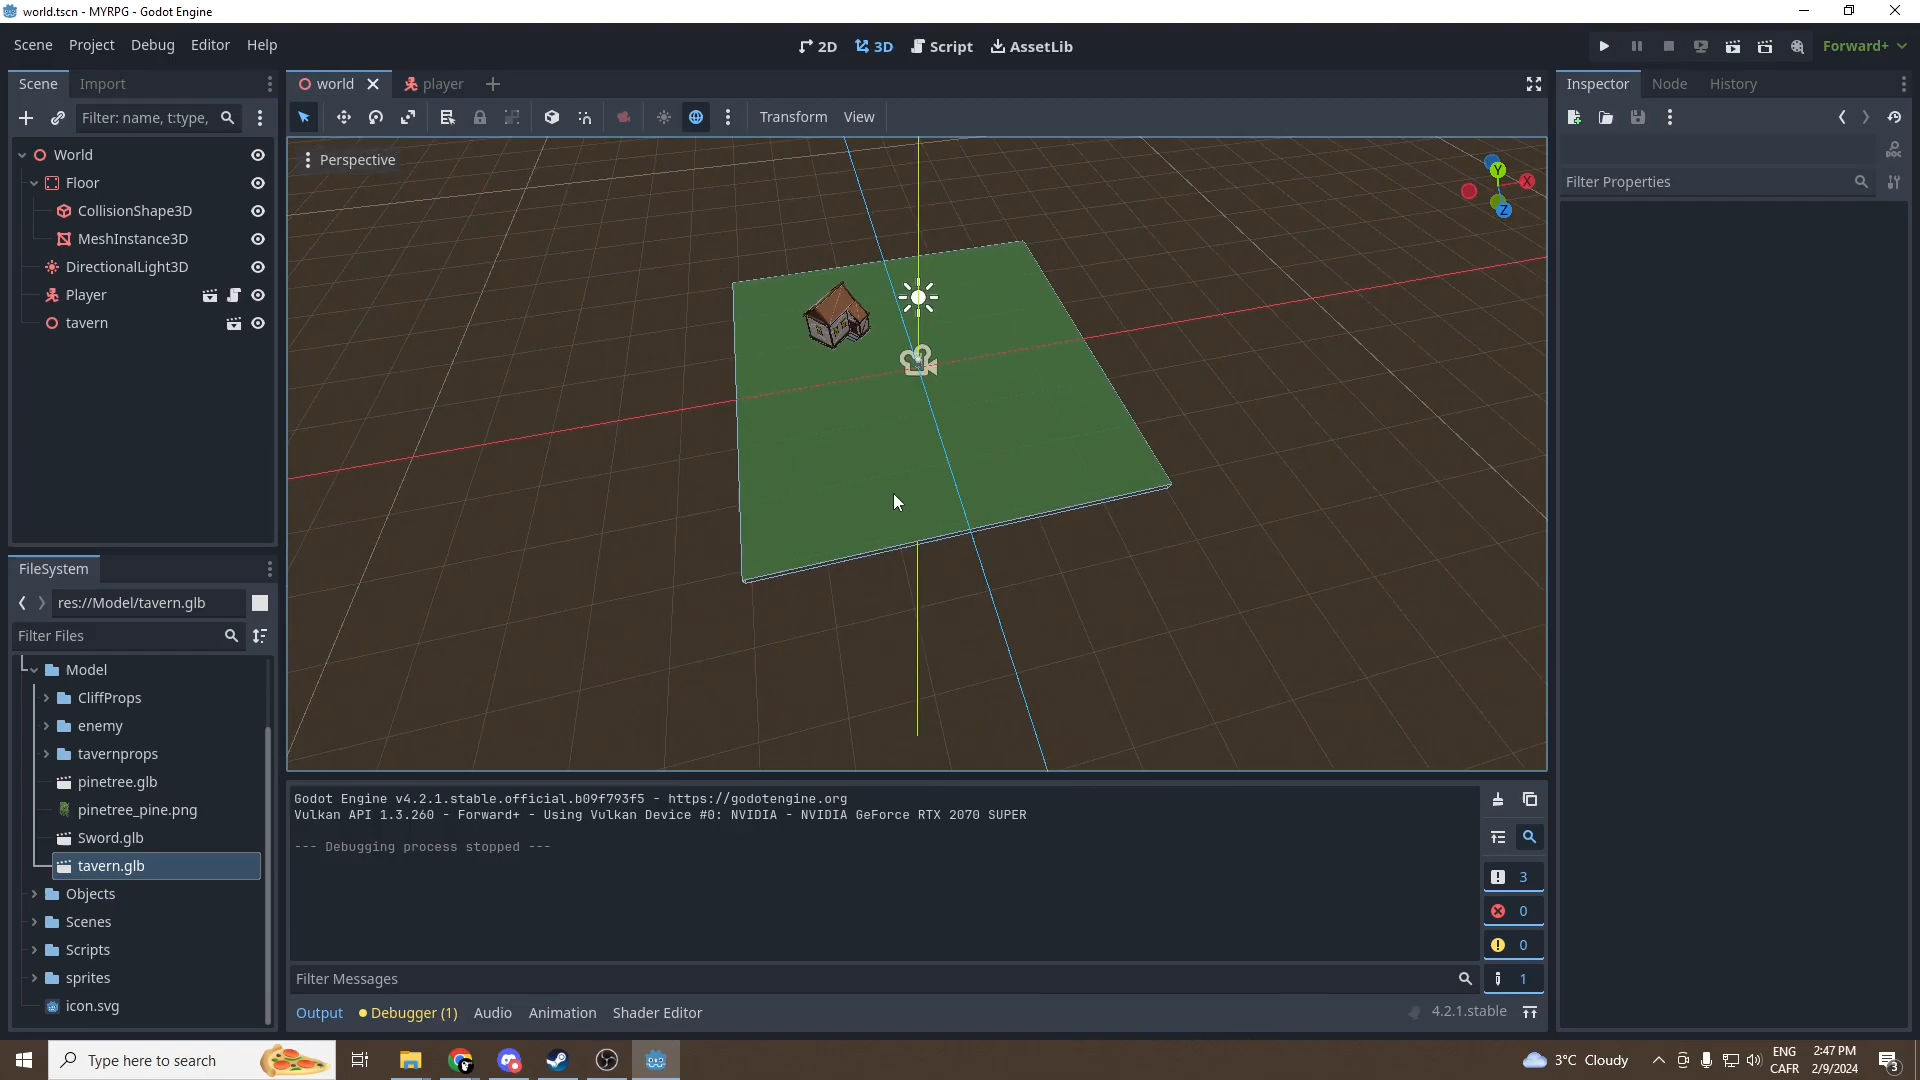 world.tscn - MYRPG - Godot Engine
Scene Project Debug Editor Help
2D 3D Script AssetLib
Forward+
Scene Import
world player
Inspector Node History
Filter: name, t:type,
Transform View
World
Perspective
Y X Z
DOC
Filter Properties
Floor
CollisionShape3D
MeshInstance3D
DirectionalLight3D
Player
tavern
FileSystem
res://Model/tavern.glb
Filter Files
Model
CliffProps
enemy
tavernprops
pinetree.glb
pinetree_pine.png
Sword.glb
tavern.glb
Objects
Scenes
Scripts
sprites
icon.svg
Godot Engine v4.2.1.stable.official.b09f793f5 - https://godotengine.org
Vulkan API 1.3.260 - Forward+ - Using Vulkan Device #0: NVIDIA - NVIDIA GeForce RTX 2070 SUPER
--- Debugging process stopped ---
3
0
0
1
Filter Messages
Output Debugger (1) Audio Animation Shader Editor
4.2.1.stable
Type here to search
3°C Cloudy
ENG
CAFR
2:47 PM
2/9/2024
3